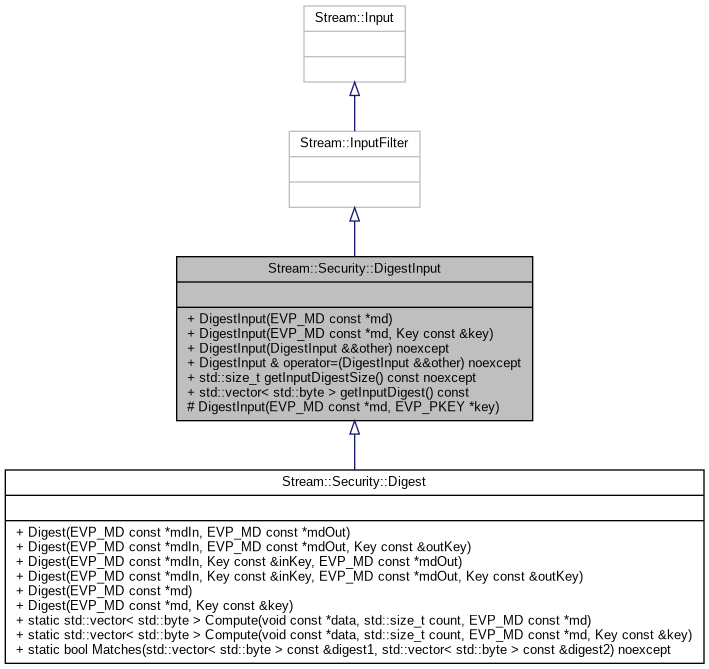 Stream::Input
Stream::InputFilter
Stream::Security::DigestInput
+ DigestInput(EVP_MD const *md)
+ DigestInput(EVP_MD const *md, Key const &key)
+ DigestInput(DigestInput &&other) noexcept
+ DigestInput & operator=(DigestInput &&other) noexcept
+ std::size_t getInputDigestSize() const noexcept
+ std::vector< std::byte > getInputDigest() const
# DigestInput(EVP_MD const *md, EVP_PKEY *key)
Stream::Security::Digest
+ Digest(EVP_MD const *mdIn, EVP_MD const *mdOut)
+ Digest(EVP_MD const *mdIn, EVP_MD const *mdOut, Key const &outKey)
+ Digest(EVP_MD const *mdIn, Key const &inKey, EVP_MD const *mdOut)
+ Digest(EVP_MD const *mdIn, Key const &inKey, EVP_MD const *mdOut, Key const &outKey)
+ Digest(EVP_MD const *md)
+ Digest(EVP_MD const *md, Key const &key)
+ static std::vector< std::byte > Compute(void const *data, std::size_t count, EVP_MD const *md)
+ static std::vector< std::byte > Compute(void const *data, std::size_t count, EVP_MD const *md, Key const &key)
+ static bool Matches(std::vector< std::byte > const &digest1, std::vector< std::byte > const &digest2) noexcept